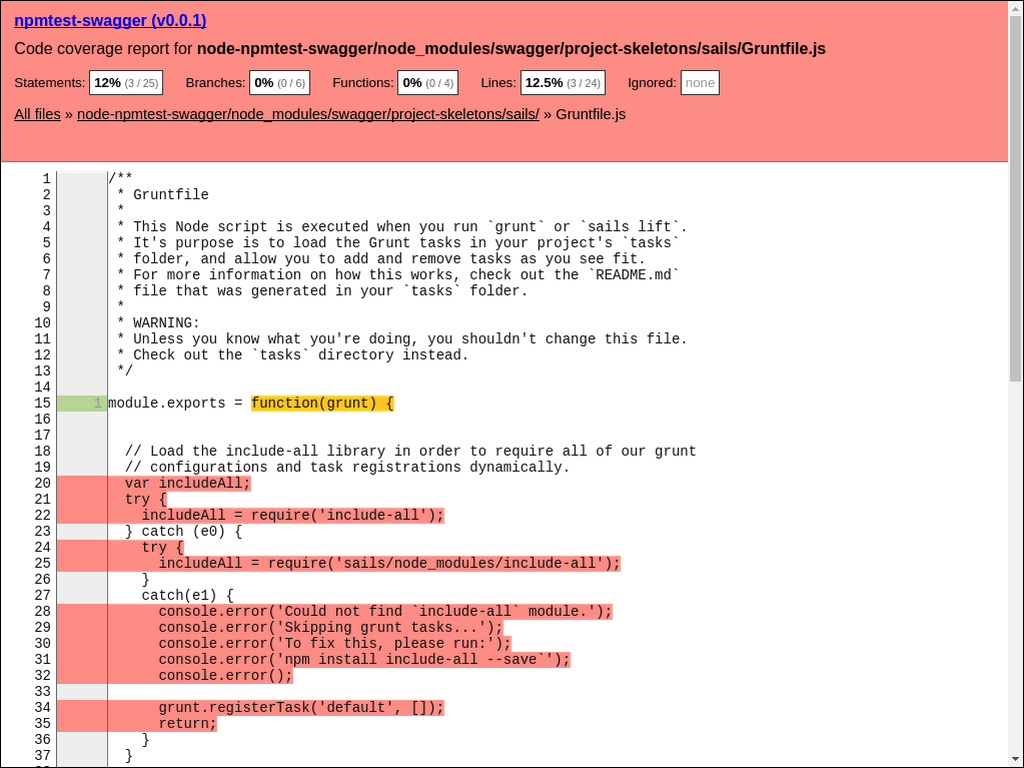 npmtest-swagger (v0.0.1)
Code coverage report for node-npmtest-swagger/node_modules/swagger/project-skeletons/sails/Gruntfile.js
Statements: 12% (3 / 25) Branches: 0% (0 / 6) Functions: 0% (0 / 4) Lines: 12.5% (3 / 24) Ignored: none
All files » node-npmtest-swagger/node_modules/swagger/project-skeletons/sails/ » Gruntfile.js
1 /**
2  * Gruntfile
3  *
4  * This Node script is executed when you run `grunt` or `sails lift`.
5  * It's purpose is to load the Grunt tasks in your project's `tasks`
6  * folder, and allow you to add and remove tasks as you see fit.
7  * For more information on how this works, check out the `README.md`
8  * file that was generated in your `tasks` folder.
9  *
10  * WARNING:
11  * Unless you know what you're doing, you shouldn't change this file.
12  * Check out the `tasks` directory instead.
13  */
14
15 1 module.exports = function(grunt) {
16
17
18   // Load the include-all library in order to require all of our grunt
19   // configurations and task registrations dynamically.
20   var includeAll;
21   try {
22     includeAll = require('include-all');
23   } catch (e0) {
24     try {
25       includeAll = require('sails/node_modules/include-all');
26     }
27     catch(e1) {
28       console.error('Could not find `include-all` module.');
29       console.error('Skipping grunt tasks...');
30       console.error('To fix this, please run:');
31       console.error('npm install include-all --save`');
32       console.error();
33
34       grunt.registerTask('default', []);
35       return;
36     }
37   }